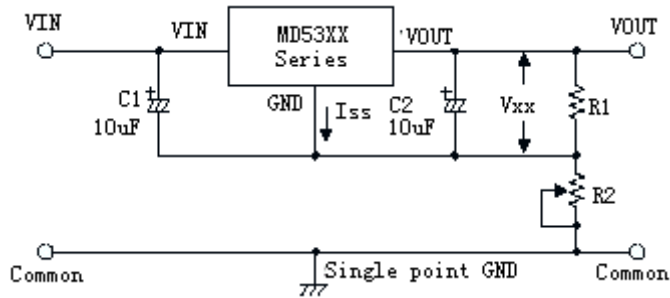 VIN
VIN
MD53XX
Series
VOUT
VOUT
C1
10uF
GND
Iss
C2
10uF
Vxx
R1
R2
Common
Single point GND
Common